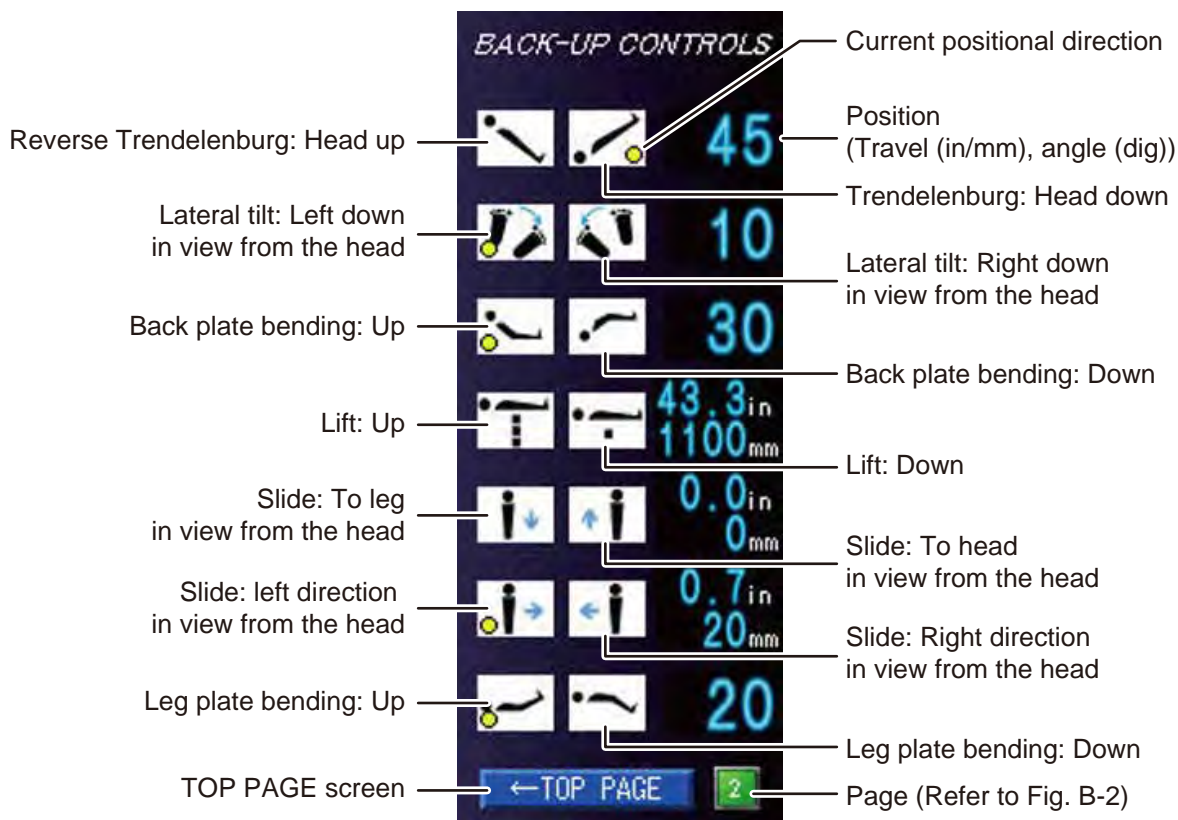 BACK-UP CONTROLS
Current positional direction
Reverse Trendelenburg: Head up
45
Position
(Travel (in/mm), angle (dig))
Trendelenburg: Head down
Lateral tilt: Left down
in view from the head
10
Lateral tilt: Right down
in view from the head
Back plate bending: Up
30
Back plate bending: Down
Lift: Up
43.3in
1100mm
Lift: Down
Slide: To leg
in view from the head
0.0in
0mm
Slide: To head
in view from the head
Slide: left direction
in view from the head
0.7in
20mm
Slide: Right direction
in view from the head
Leg plate bending: Up
20
Leg plate bending: Down
TOP PAGE screen
←TOP PAGE
2
Page (Refer to Fig. B-2)